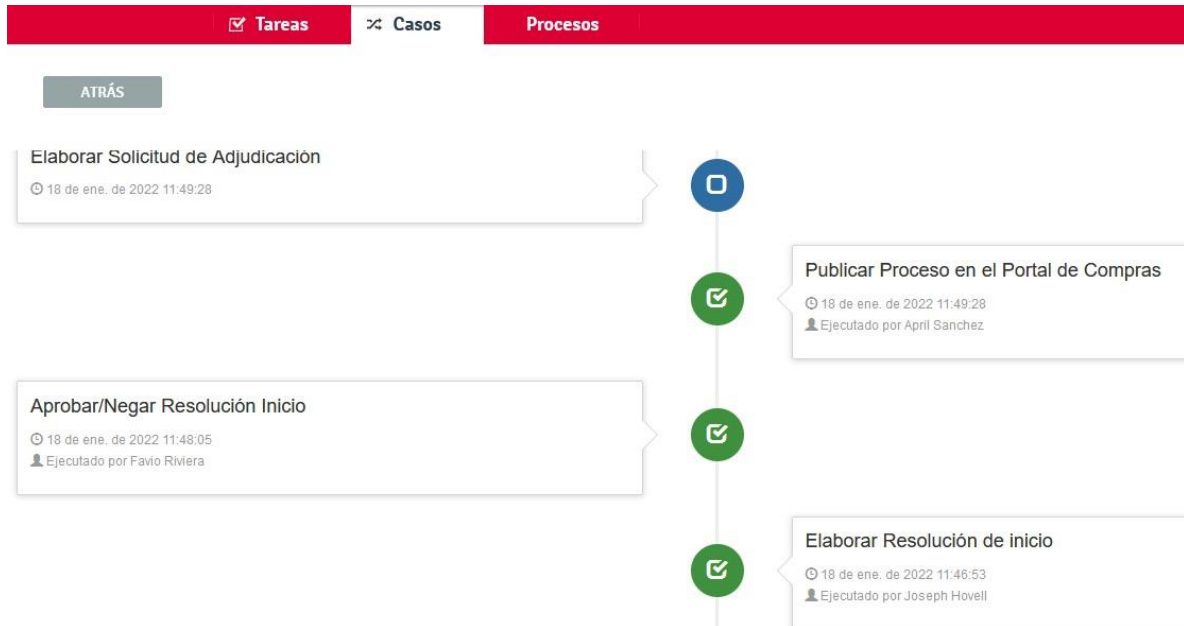 Tareas
Casos
Procesos
ATRÁS
Elaborar Solicitud de Adjudicación
18 de ene. de 2022 11:49:28
Publicar Proceso en el Portal de Compras
18 de ene. de 2022 11:49:28
Ejecutado por April Sanchez
Aprobar/Negar Resolución Inicio
18 de ene. de 2022 11:48:05
Ejecutado por Favio Riviera
Elaborar Resolución de inicio
18 de ene. de 2022 11:46:53
Ejecutado por Joseph Hovell